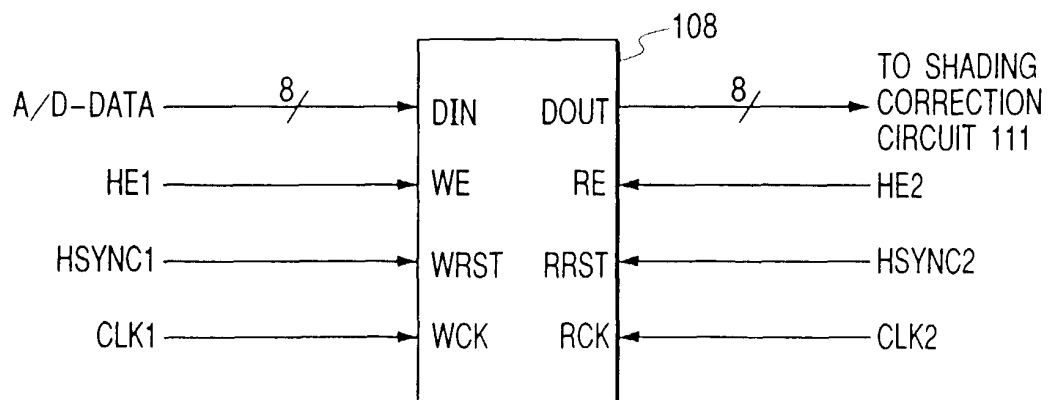 108
A/D-DATA
8
DIN
DOUT
8
TO SHADING
CORRECTION
CIRCUIT 111
HE1
WE
RE
HE2
HSYNC1
WRST
RRST
HSYNC2
CLK1
WCK
RCK
CLK2